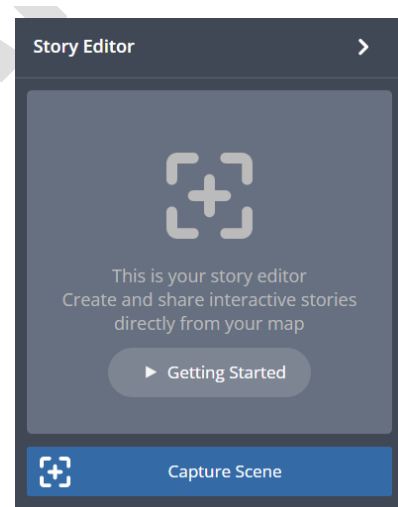 Story Editor
This is your story editor
Create and share interactive stories
directly from your map
Getting Started
Capture Scene